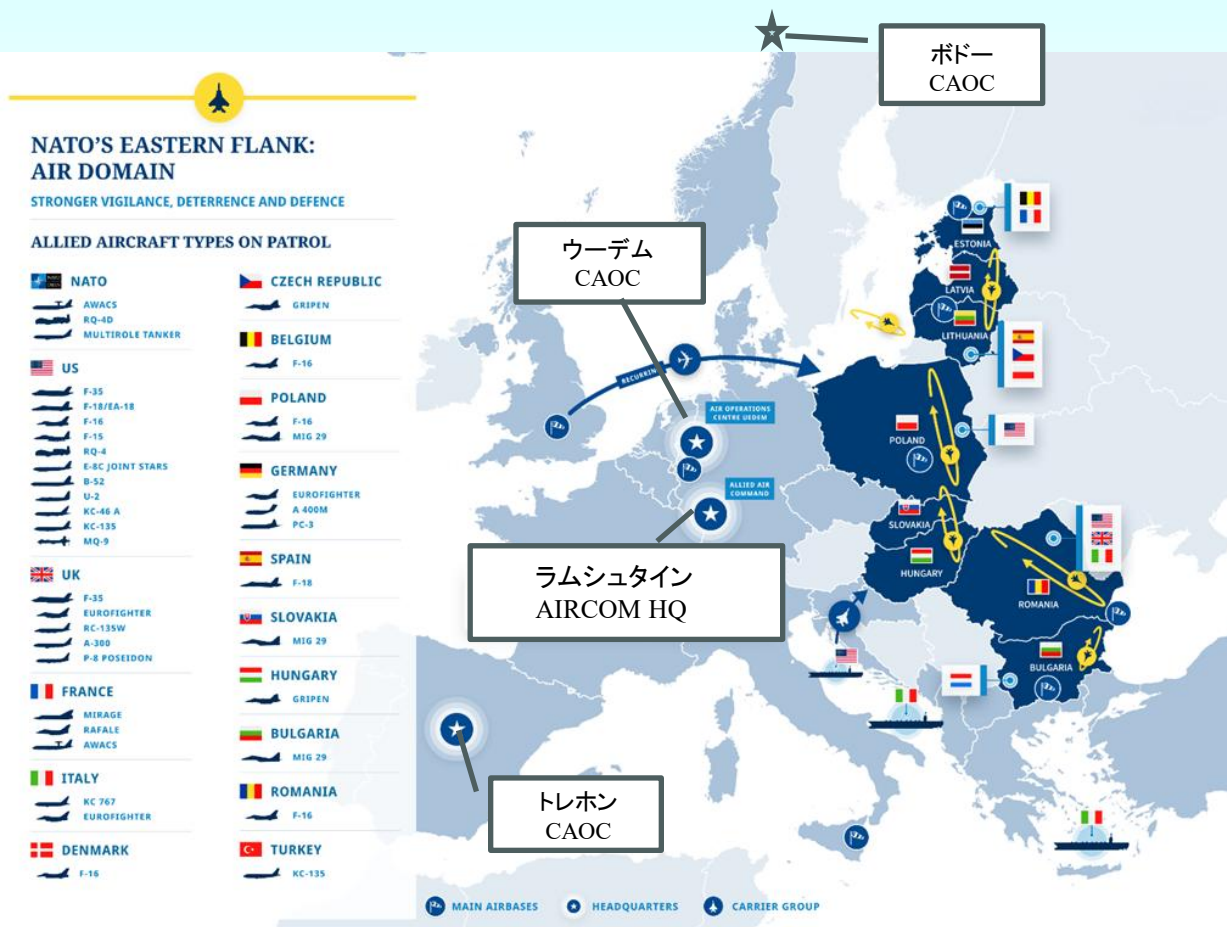 ボドー
CAOC
NATO'S EASTERN FLANK:
AIR DOMAIN
STRONGER VIGILANCE, DETERRENCE AND DEFENCE
ALLIED AIRCRAFT TYPES ON PATROL
NATO
AWACS
RQ-4D
MULTIROLE TANKER
US
F-35
F-18/EA-18
F-16
F-15
RQ-4
E-8C JOINT STARS
B-52
U-2
KC-46 A
KC-135
MQ-9
UK
F-35
EUROFIGHTER
RC-135W
A-300
P-8 POSEIDON
FRANCE
MIRAGE
RAFALE
AWACS
ITALY
KC 767
EUROFIGHTER
DENMARK
F-16
CZECH REPUBLIC
GRIPEN
BELGIUM
F-16
POLAND
F-16
MIG 29
GERMANY
EUROFIGHTER
A 400M
PC-3
SPAIN
F-18
SLOVAKIA
MIG 29
HUNGARY
GRIPEN
BULGARIA
MIG 29
ROMANIA
F-16
TURKEY
KC-135
ウーデム
CAOC
ESTONIA
LATVIA
LITHUANIA
RECURRIN
AIR OPERATIONS
CENTRE UEDEM
POLAND
ALLIED AIR
COMMAND
SLOVAKIA
HUNGARY
ラムシュタイン
AIRCOM HQ
ROMANIA
BULGARIA
トレホン
CAOC
MAIN AIRBASES
HEADQUARTERS
CARRIER GROUP